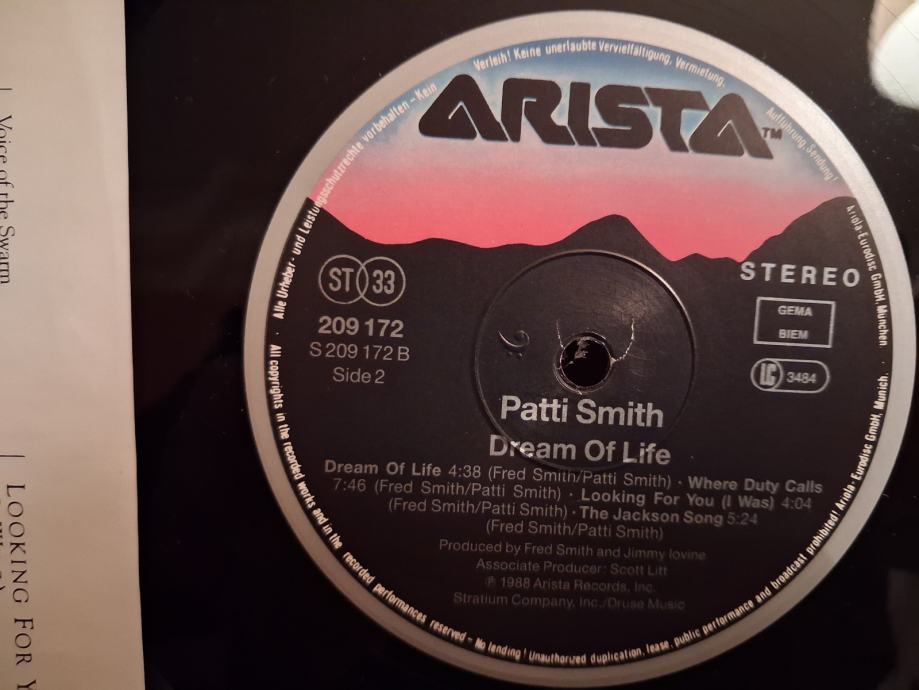 Voice of the Swarm
LOOKING FOR
Alle Urheber- und Leistungsschutzrechte vorbehalten – Kein Verleih! Keine unerlaubte Vervielfältigung, Vermietung, Aufführung, Sendung!
Ariola-Eurodisc GmbH, München.
ARISTA™
ST 33
STEREO
209 172
GEMA
S 209 172 B
BIEM
Side 2
LC 3484
Patti Smith
Dream Of Life
Dream Of Life 4:38 (Fred Smith/Patti Smith) · Where Duty Calls
7:46 (Fred Smith/Patti Smith) · Looking For You (I Was) 4:04
(Fred Smith/Patti Smith) · The Jackson Song 5:24
(Fred Smith/Patti Smith)
Produced by Fred Smith and Jimmy Iovine
Associate Producer: Scott Litt
℗ 1988 Arista Records, Inc.
Stratium Company, Inc./Druse Music
· All copyrights in the recorded works and in the recorded performances reserved – No lending! Unauthorized duplication, lease, public performance and broadcast prohibited! Ariola-Eurodisc GmbH, Munich.